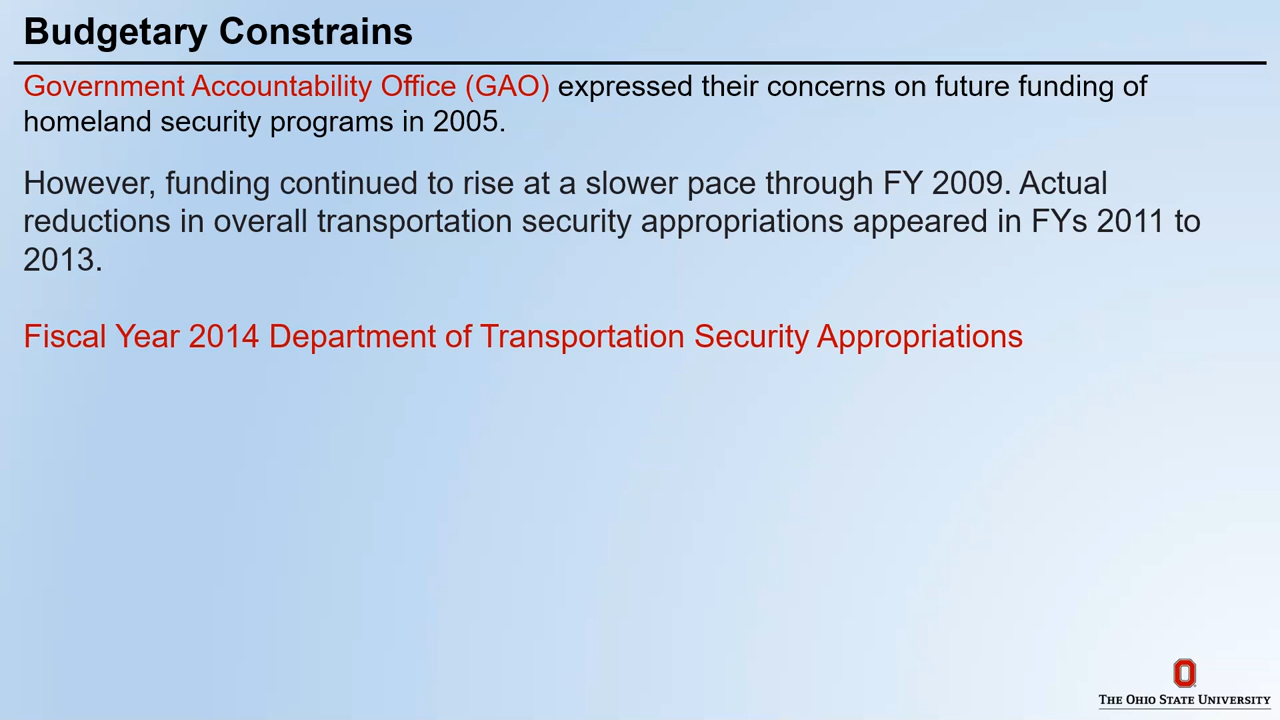 Budgetary Constrains
Government Accountability Office (GAO) expressed their concerns on future funding of
homeland security programs in 2005.
However, funding continued to rise at a slower pace through FY 2009. Actual
reductions in overall transportation security appropriations appeared in FYs 2011 to
2013.
Fiscal Year 2014 Department of Transportation Security Appropriations
THE OHIO STATE UNIVERSITY